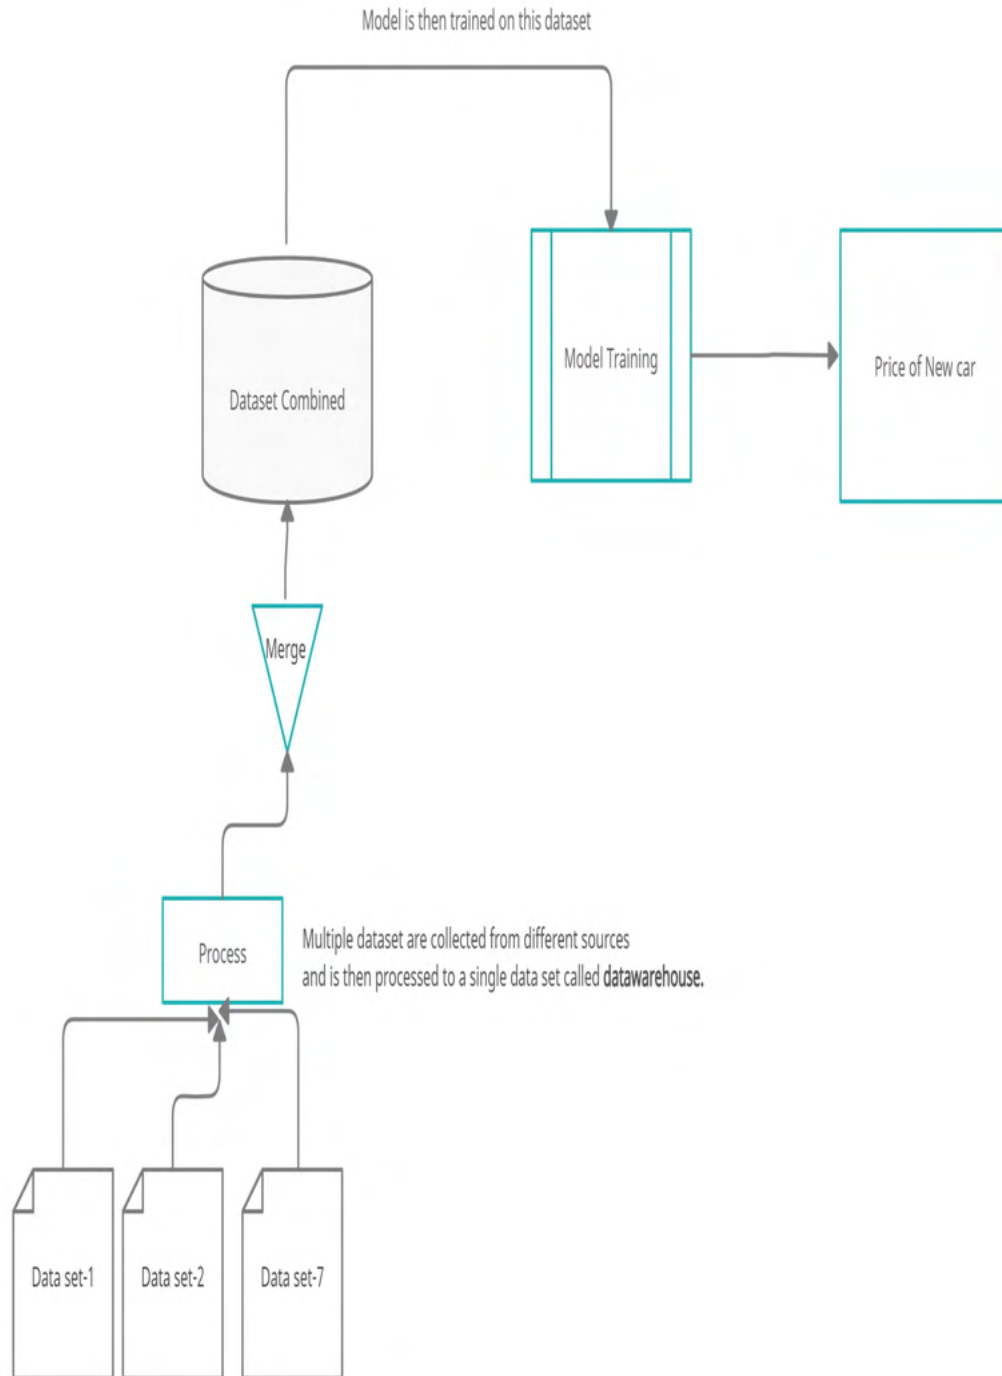 Model is then trained on this dataset
Dataset Combined
Model Training
Price of New car
Merge
Process
Multiple dataset are collected from different sources
and is then processed to a single data set called datawarehouse.
Data set-1
Data set-2
Data set-7